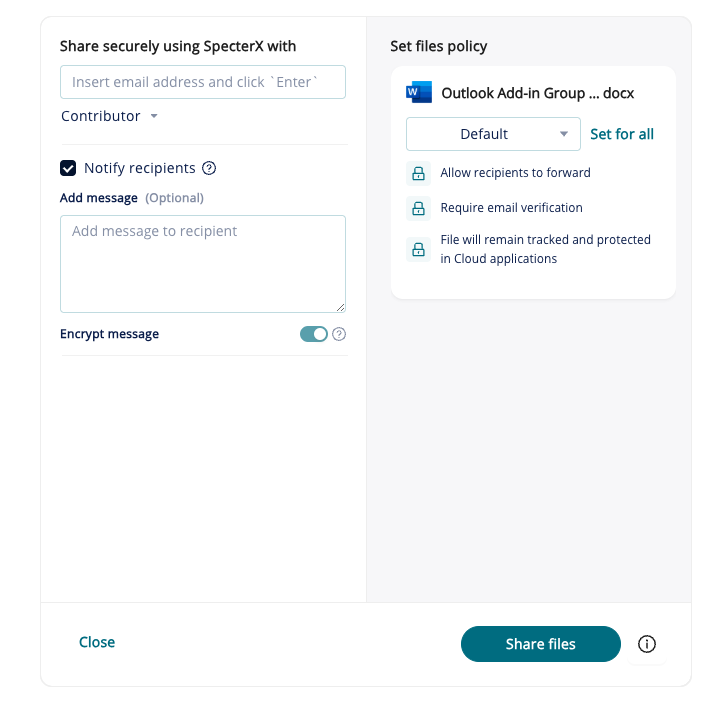 Share securely using SpecterX with
Insert email address and click `Enter`
Contributor
Notify recipients
Add message (Optional)
Add message to recipient
Encrypt message
Set files policy
W Outlook Add-in Group ... docx
Default Set for all
Allow recipients to forward
Require email verification
File will remain tracked and protected
in Cloud applications
Close
Share files